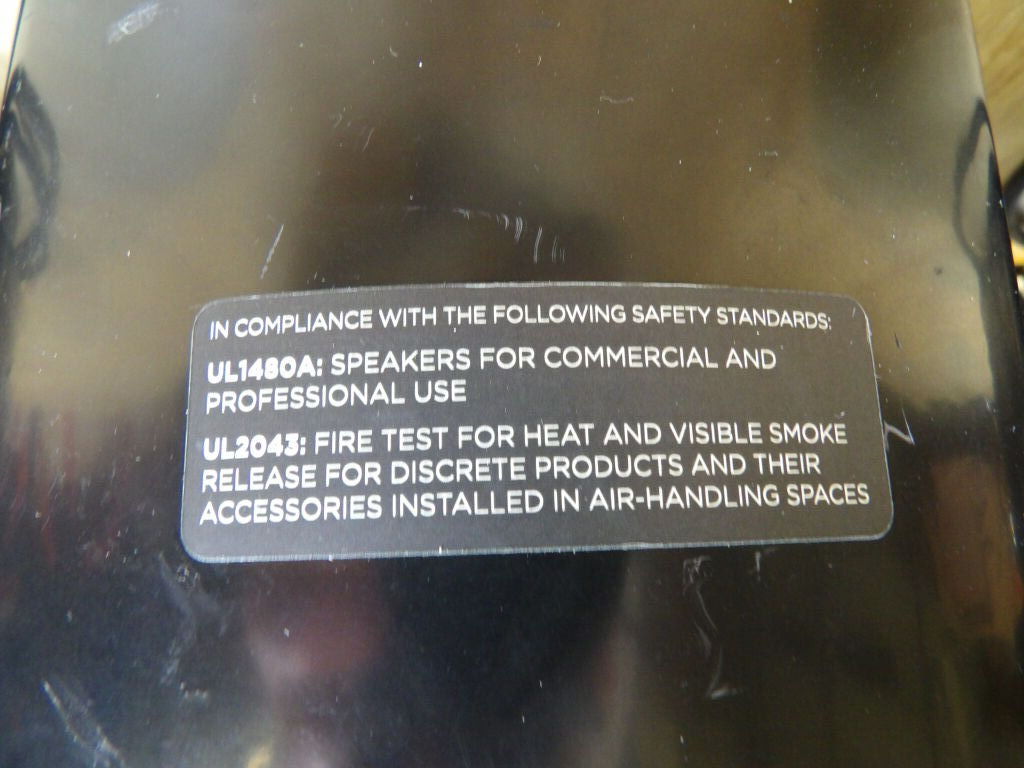 IN COMPLIANCE WITH THE FOLLOWING SAFETY STANDARDS:
UL1480A: SPEAKERS FOR COMMERCIAL AND
PROFESSIONAL USE
UL2043: FIRE TEST FOR HEAT AND VISIBLE SMOKE
RELEASE FOR DISCRETE PRODUCTS AND THEIR
ACCESSORIES INSTALLED IN AIR-HANDLING SPACES